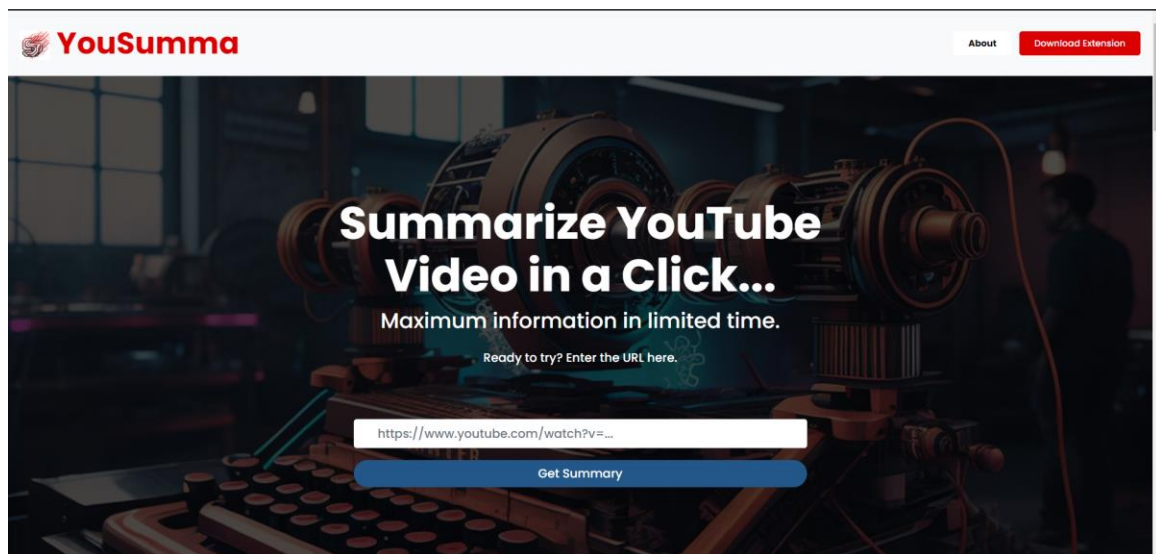 YouSumma
About
Download Extension
Summarize YouTube
Video in a Click...
Maximum information in limited time.
Ready to try? Enter the URL here.
https://www.youtube.com/watch?v=...
Get Summary